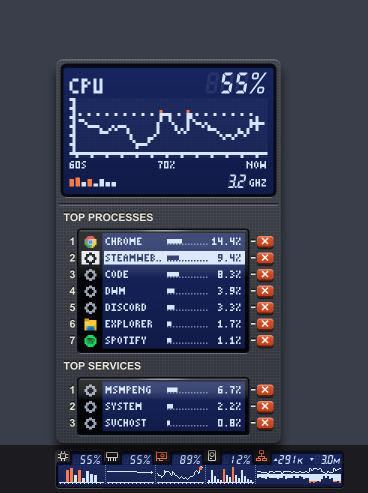 CPU 55%
60S 70% NOW
3.2 GHZ
TOP PROCESSES
1 CHROME 14.4%
2 STEAMWEB.. 9.4%
3 CODE 8.3%
4 DWM 3.9%
5 DISCORD 3.3%
6 EXPLORER 1.7%
7 SPOTIFY 1.1%
TOP SERVICES
1 MSMPENG 6.7%
2 SYSTEM 2.2%
3 SVCHOST 0.8%
55% 55% 89% 12% 291K 3.0M